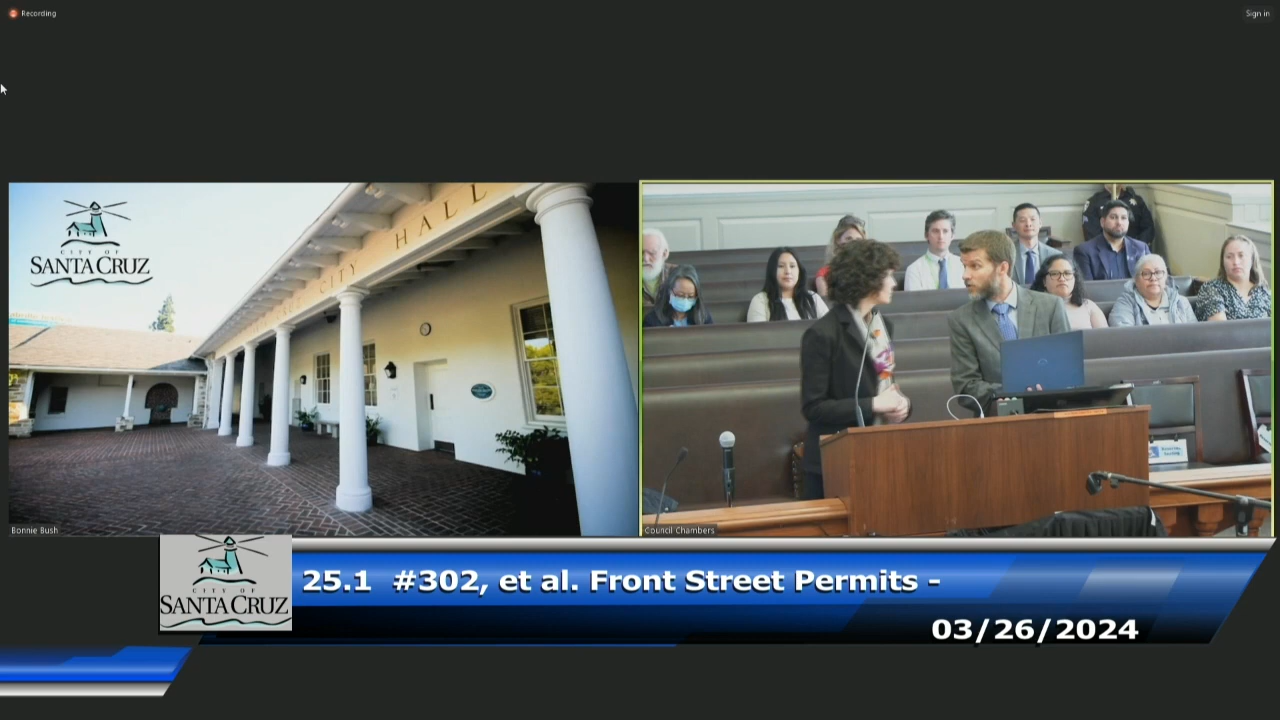 Recording
Sign in
CITY OF
SANTA CRUZ
CITY HALL
Bonnie Bush
Council Chambers
CITY OF
SANTA CRUZ
25.1 #302, et al. Front Street Permits -
03/26/2024